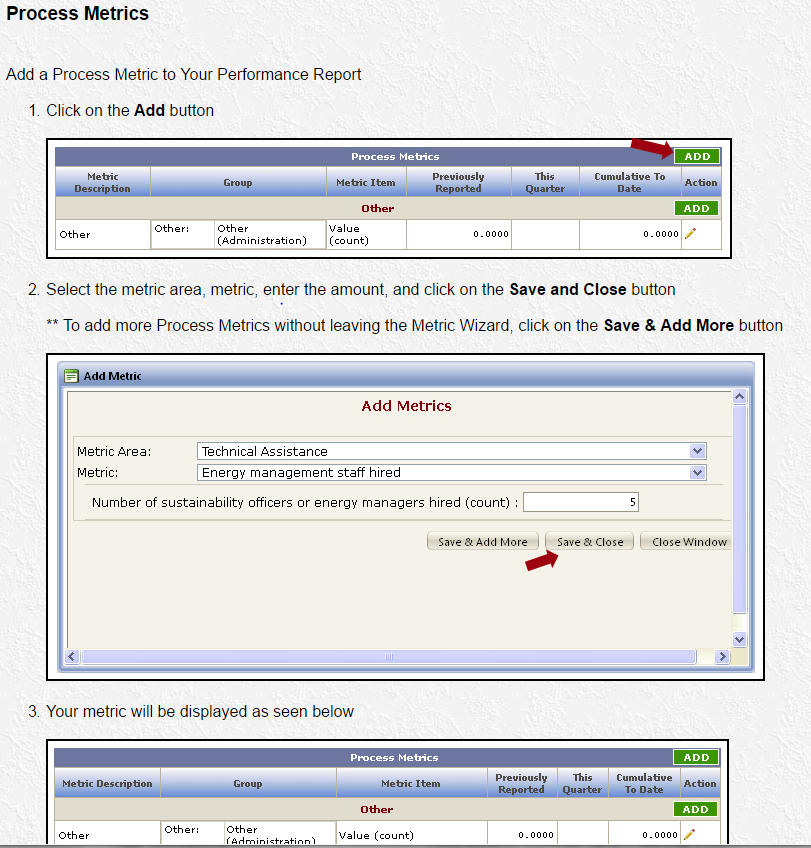 Process Metrics
Add a Process Metric to Your Performance Report
1. Click on the Add button
Process Metrics ADD
Metric Description Group Metric Item Previously Reported This Quarter Cumulative To Date Action
Other ADD
Other Other: Other (Administration) Value (count) 0.0000 0.0000
2. Select the metric area, metric, enter the amount, and click on the Save and Close button
** To add more Process Metrics without leaving the Metric Wizard, click on the Save & Add More button
Add Metric
Add Metrics
Metric Area: Technical Assistance
Metric: Energy management staff hired
Number of sustainability officers or energy managers hired (count) : 5
Save & Add More Save & Close Close Window
3. Your metric will be displayed as seen below
Process Metrics ADD
Metric Description Group Metric Item Previously Reported This Quarter Cumulative To Date Action
Other ADD
Other Other: Other (Administration) Value (count) 0.0000 0.0000